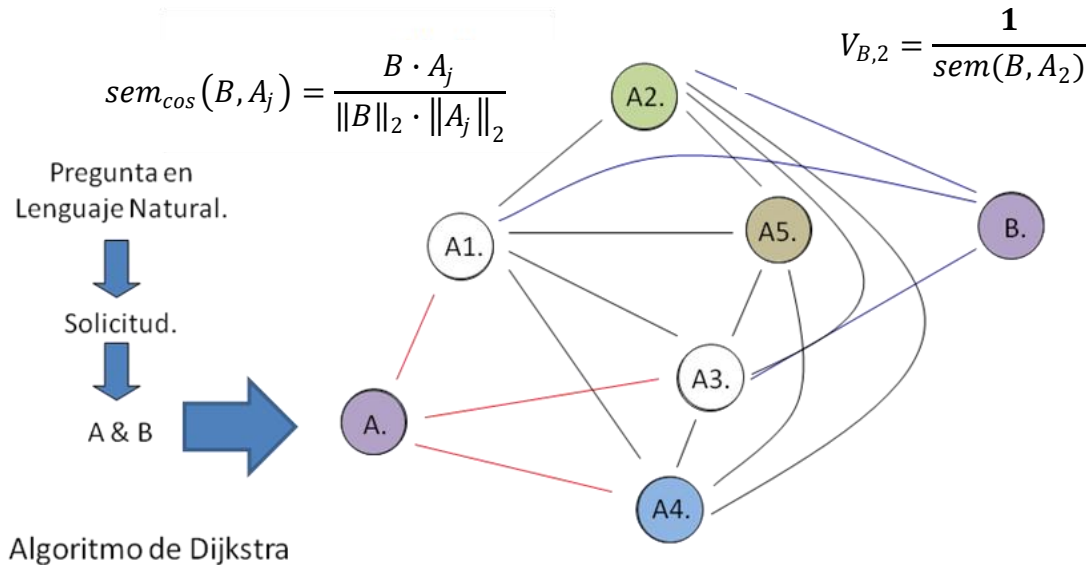 sem_cos(B, A_j) = B · A_j / ‖B‖_2 · ‖A_j‖_2
V_B,2 = 1 / sem(B, A_2)
Pregunta en
Lenguaje Natural.
Solicitud.
A & B
A2.
A1.
A5.
B.
A3.
A.
A4.
Algoritmo de Dijkstra